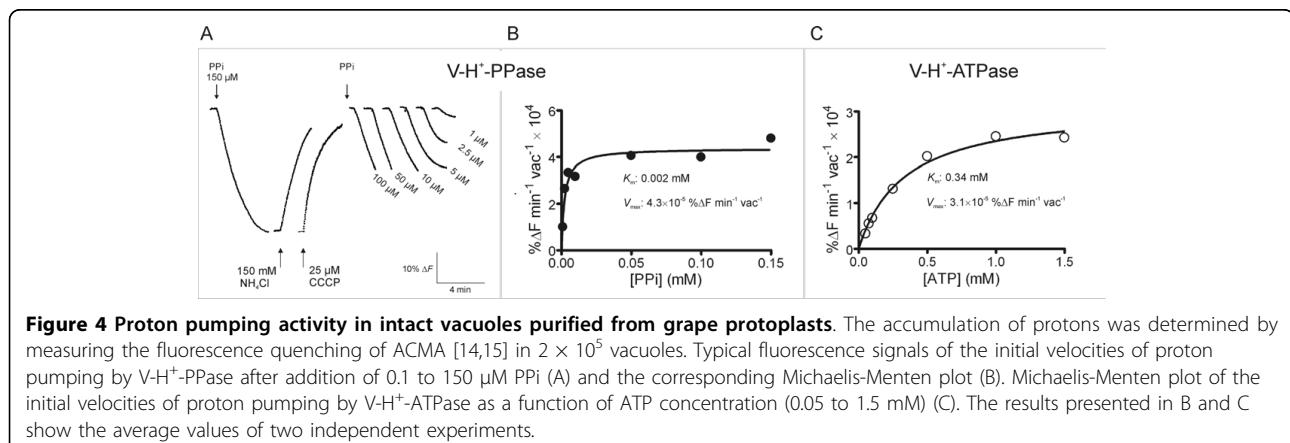 A
B
C
PPi
150 µM
PPi
V-H⁺-PPase
V-H⁺-ATPase
1 µM
2.5 µM
5 µM
10 µM
50 µM
100 µM
150 mM
NH₄Cl
25 µM
CCCP
10% ΔF
4 min
%ΔF min⁻¹ vac⁻¹ × 10⁴
6
4
2
0
0.00
0.05
0.10
0.15
[PPi] (mM)
Kₘ: 0.002 mM
Vₘₐₓ: 4.3×10⁻⁵ %ΔF min⁻¹ vac⁻¹
%ΔF min⁻¹ vac⁻¹ × 10⁴
3
2
1
0
0.0
0.5
1.0
1.5
[ATP] (mM)
Kₘ: 0.34 mM
Vₘₐₓ: 3.1×10⁻⁵ %ΔF min⁻¹ vac⁻¹
Figure 4 Proton pumping activity in intact vacuoles purified from grape protoplasts. The accumulation of protons was determined by
measuring the fluorescence quenching of ACMA [14,15] in 2 × 10⁵ vacuoles. Typical fluorescence signals of the initial velocities of proton
pumping by V-H⁺-PPase after addition of 0.1 to 150 µM PPi (A) and the corresponding Michaelis-Menten plot (B). Michaelis-Menten plot of the
initial velocities of proton pumping by V-H⁺-ATPase as a function of ATP concentration (0.05 to 1.5 mM) (C). The results presented in B and C
show the average values of two independent experiments.